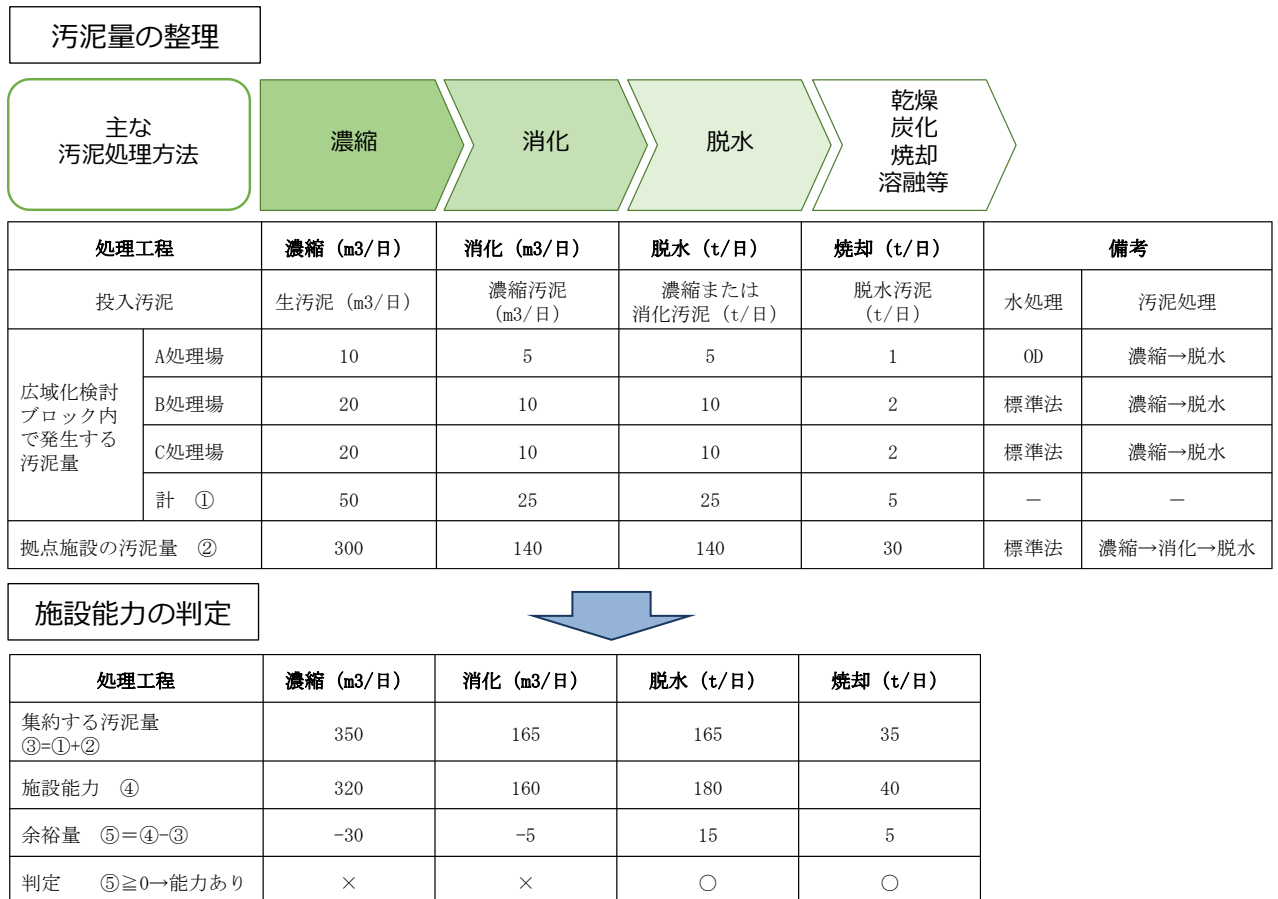 汚泥量の整理
主な
汚泥処理方法
濃縮
消化
脱水
乾燥
炭化
焼却
溶融等
処理工程 濃縮（m3/日） 消化（m3/日） 脱水（t/日） 焼却（t/日） 備考
投入汚泥 生汚泥（m3/日） 濃縮汚泥（m3/日） 濃縮または消化汚泥（t/日） 脱水汚泥（t/日） 水処理 汚泥処理
広域化検討ブロック内で発生する汚泥量
A処理場 10 5 5 1 OD 濃縮→脱水
B処理場 20 10 10 2 標準法 濃縮→脱水
C処理場 20 10 10 2 標準法 濃縮→脱水
計　① 50 25 25 5 － －
拠点施設の汚泥量　② 300 140 140 30 標準法 濃縮→消化→脱水
施設能力の判定
処理工程 濃縮（m3/日） 消化（m3/日） 脱水（t/日） 焼却（t/日）
集約する汚泥量
③=①+② 350 165 165 35
施設能力　④ 320 160 180 40
余裕量　⑤＝④-③ -30 -5 15 5
判定　　⑤≧0→能力あり × × ○ ○